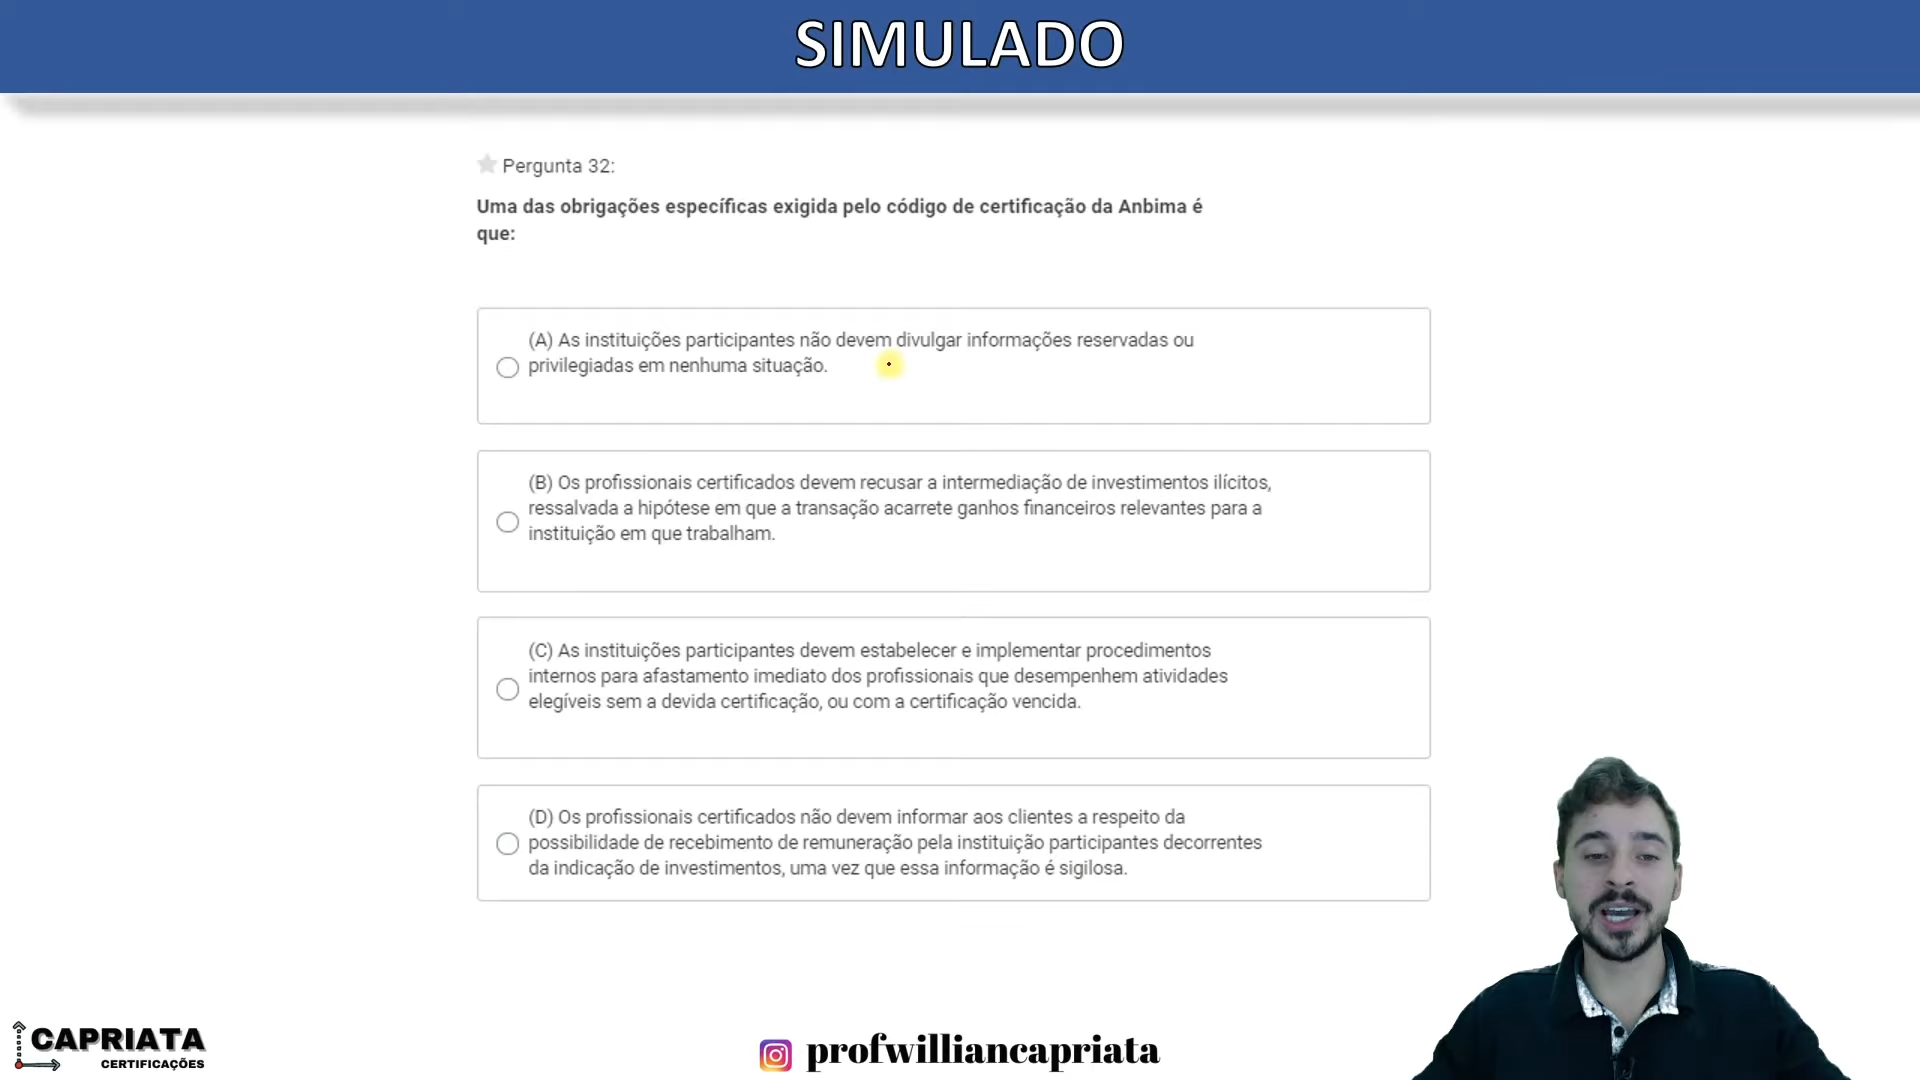 SIMULADO
Pergunta 32:
Uma das obrigações específicas exigida pelo código de certificação da Anbima é
que:
(A) As instituições participantes não devem divulgar informações reservadas ou
privilegiadas em nenhuma situação.
(B) Os profissionais certificados devem recusar a intermediação de investimentos ilícitos,
ressalvada a hipótese em que a transação acarrete ganhos financeiros relevantes para a
instituição em que trabalham.
(C) As instituições participantes devem estabelecer e implementar procedimentos
internos para afastamento imediato dos profissionais que desempenhem atividades
elegíveis sem a devida certificação, ou com a certificação vencida.
(D) Os profissionais certificados não devem informar aos clientes a respeito da
possibilidade de recebimento de remuneração pela instituição participantes decorrentes
da indicação de investimentos, uma vez que essa informação é sigilosa.
CAPRIATA
CERTIFICAÇÕES
profwilliancapriata